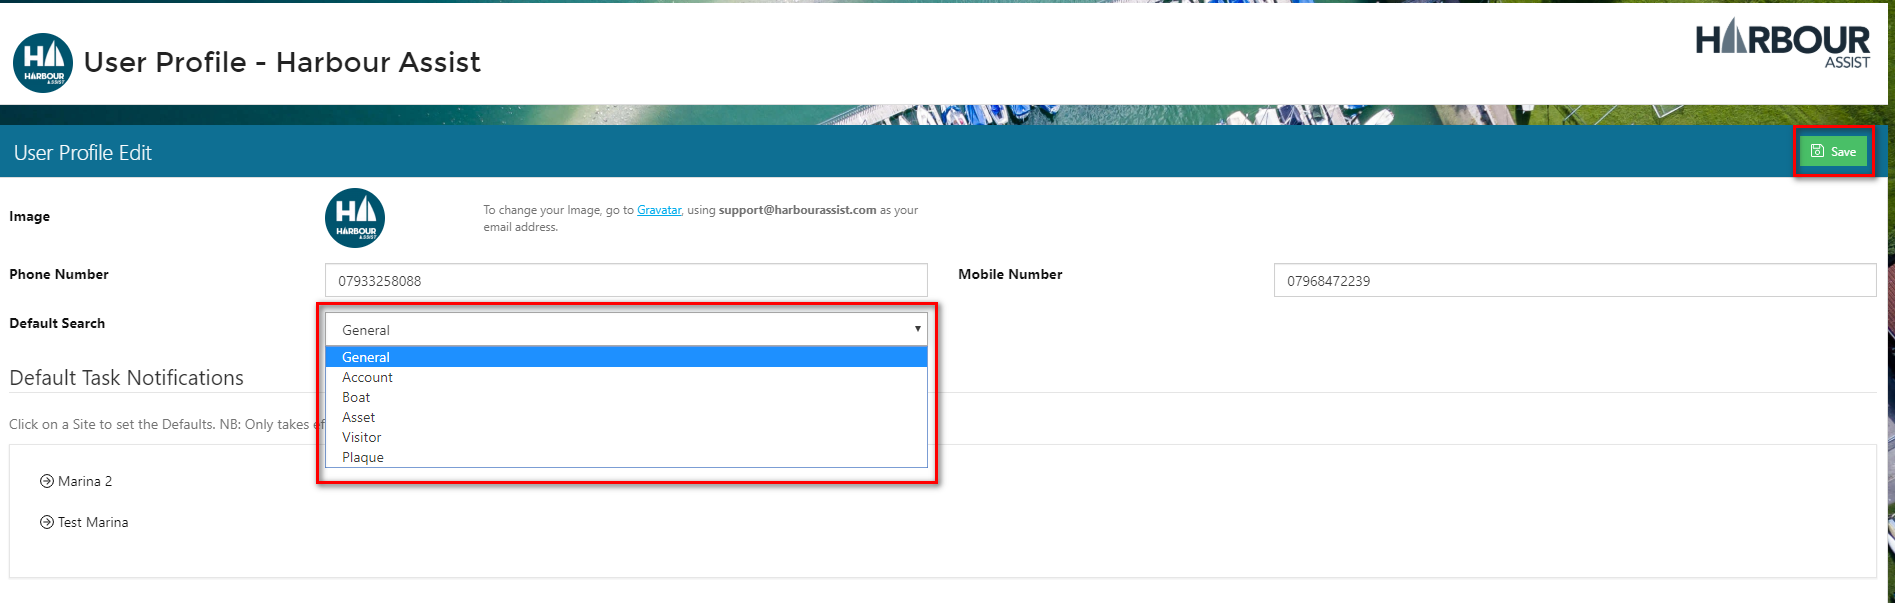 HARBOUR
ASSIST
User Profile - Harbour Assist
HARBOUR
ASSIST
User Profile Edit
Save
Image
HARBOUR
ASSIST
To change your Image, go to Gravatar, using support@harbourassist.com as your
email address.
Phone Number
07933258088
Mobile Number
07968472239
Default Search
General
General
Account
Boat
Asset
Visitor
Plaque
Default Task Notifications
Click on a Site to set the Defaults. NB: Only takes
Marina 2
Test Marina